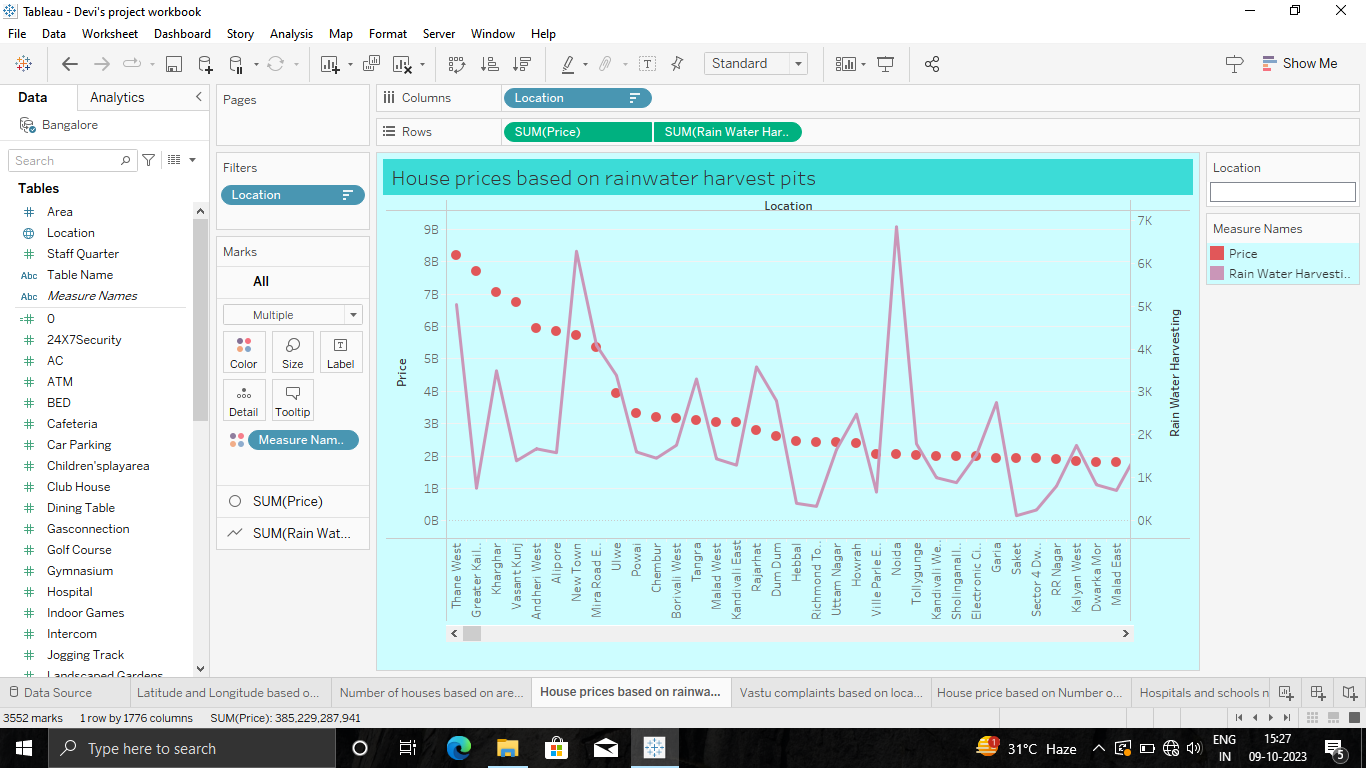 Tableau - Devi's project workbook
File Data Worksheet Dashboard Story Analysis Map Format Server Window Help
Standard
Show Me
Data Analytics
Bangalore
Search
Tables
Area
Location
Staff Quarter
Abc Table Name
Abc Measure Names
0
24X7Security
AC
ATM
BED
Cafeteria
Car Parking
Children'splayarea
Club House
Dining Table
Gasconnection
Golf Course
Gymnasium
Hospital
Indoor Games
Intercom
Jogging Track
Landscaped Gardens
Pages
Filters
Location
Marks
All
Multiple
Color Size Label
Detail Tooltip
Measure Nam..
SUM(Price)
SUM(Rain Wat...
Columns Location
Rows SUM(Price) SUM(Rain Water Har..
House prices based on rainwater harvest pits
Location
9B
8B
7B
6B
5B
4B
3B
2B
1B
0B
Price
7K
6K
5K
4K
3K
2K
1K
0K
Rain Water Harvesting
Thane West
Greater Kail..
Kharghar
Vasant Kunj
Andheri West
Alipore
New Town
Mira Road E..
Ulwe
Powai
Chembur
Borivali West
Tangra
Malad West
Kandivali East
Rajarhat
Dum Dum
Hebbal
Richmond To..
Uttam Nagar
Howrah
Ville Parle E..
Noida
Tollygunge
Kandivali We..
Sholinganall..
Electronic Ci..
Garia
Saket
Sector 4 Dw..
RR Nagar
Kalyan West
Dwarka Mor
Malad East
Location
Measure Names
Price
Rain Water Harvesti..
Data Source Latitude and Longitude based o... Number of houses based on are... House prices based on rainwa... Vastu complaints based on loca... House price based on Number o... Hospitals and schools n
3552 marks 1 row by 1776 columns SUM(Price): 385,229,287,941
Type here to search
1
31°C Haze
ENG
IN
15:27
09-10-2023
5